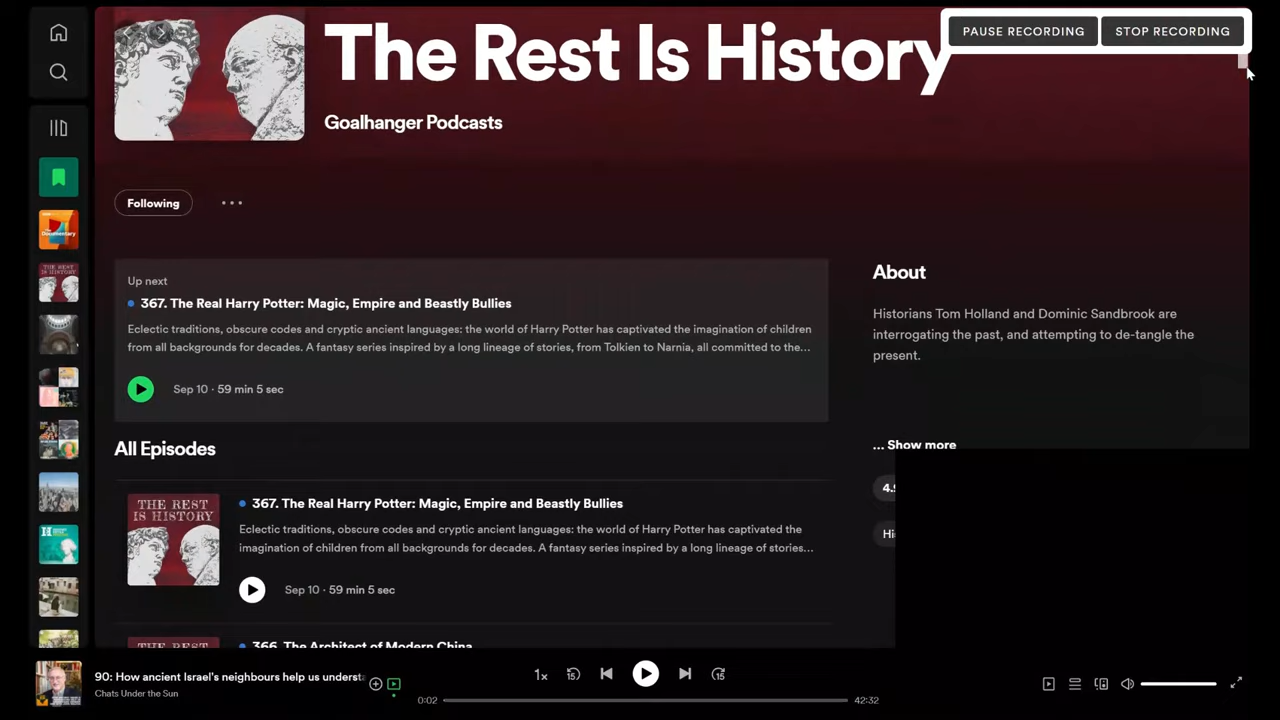 The Rest Is History
PAUSE RECORDING
STOP RECORDING
Goalhanger Podcasts
Following
Up next
367. The Real Harry Potter: Magic, Empire and Beastly Bullies
Eclectic traditions, obscure codes and cryptic ancient languages: the world of Harry Potter has captivated the imagination of children
from all backgrounds for decades. A fantasy series inspired by a long lineage of stories, from Tolkien to Narnia, all committed to the...
Sep 10 · 59 min 5 sec
About
Historians Tom Holland and Dominic Sandbrook are
interrogating the past, and attempting to de-tangle the
present.
... Show more
All Episodes
THE REST
IS HISTORY
367. The Real Harry Potter: Magic, Empire and Beastly Bullies
Eclectic traditions, obscure codes and cryptic ancient languages: the world of Harry Potter has captivated the
imagination of children from all backgrounds for decades. A fantasy series inspired by a long lineage of stories...
Sep 10 · 59 min 5 sec
THE REST
366. The Architect of Modern China
90: How ancient Israel's neighbours help us understa
Chats Under the Sun
1x
15
15
0:02
42:32